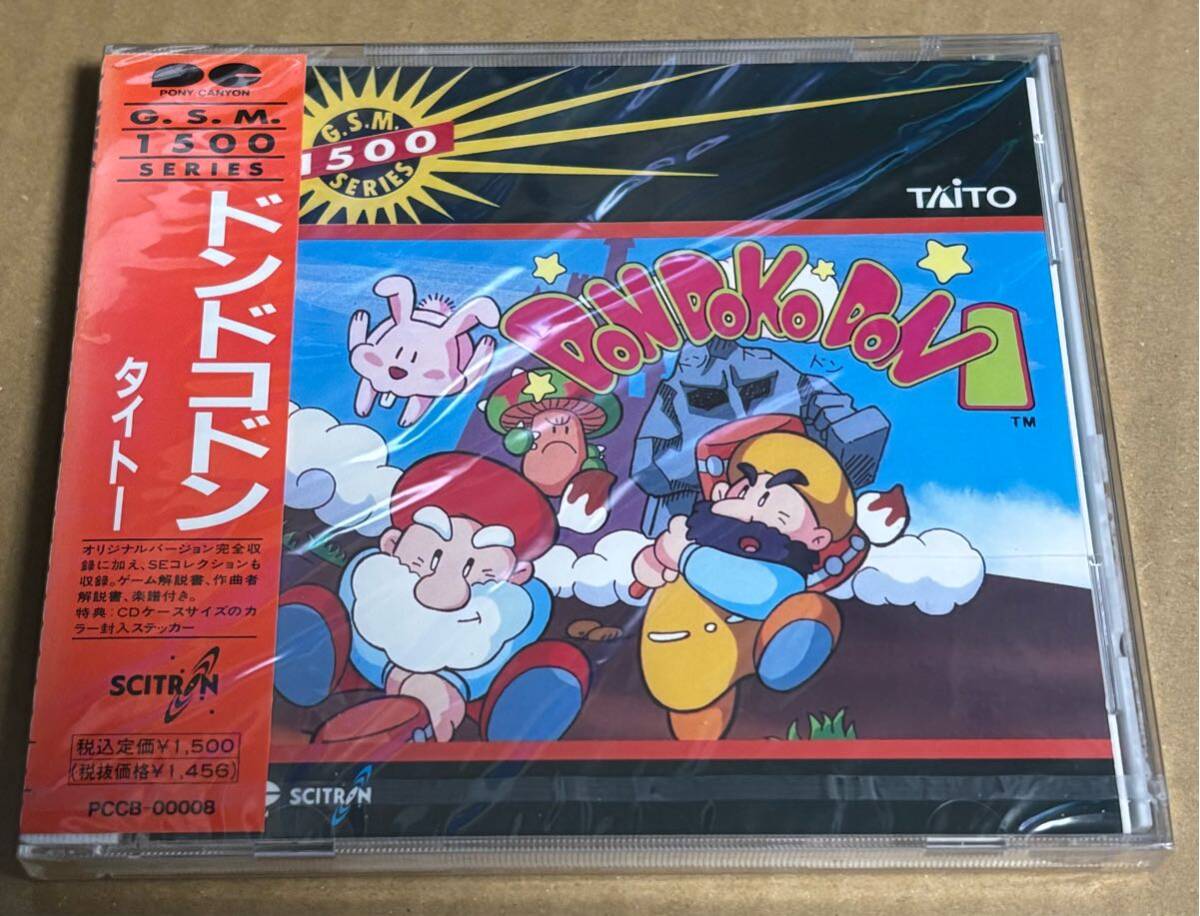 PONY CANYON
G. S. M.
1500
SERIES
ドンドコドン
タイトー
オリジナルバージョン完全収
録に加え、SEコレクションも
収録。ゲーム解説書、作曲者
解説書、楽譜付き。
特典:CDケースサイズのカ
ラー封入ステッカー
SCITRON
税込定価¥1,500
(税抜価格¥1,456)
PCCB-00008
G.S.M.
1500
SERIES
TAITO
DON DOKO DON
1
TM
ドン
SCITRON